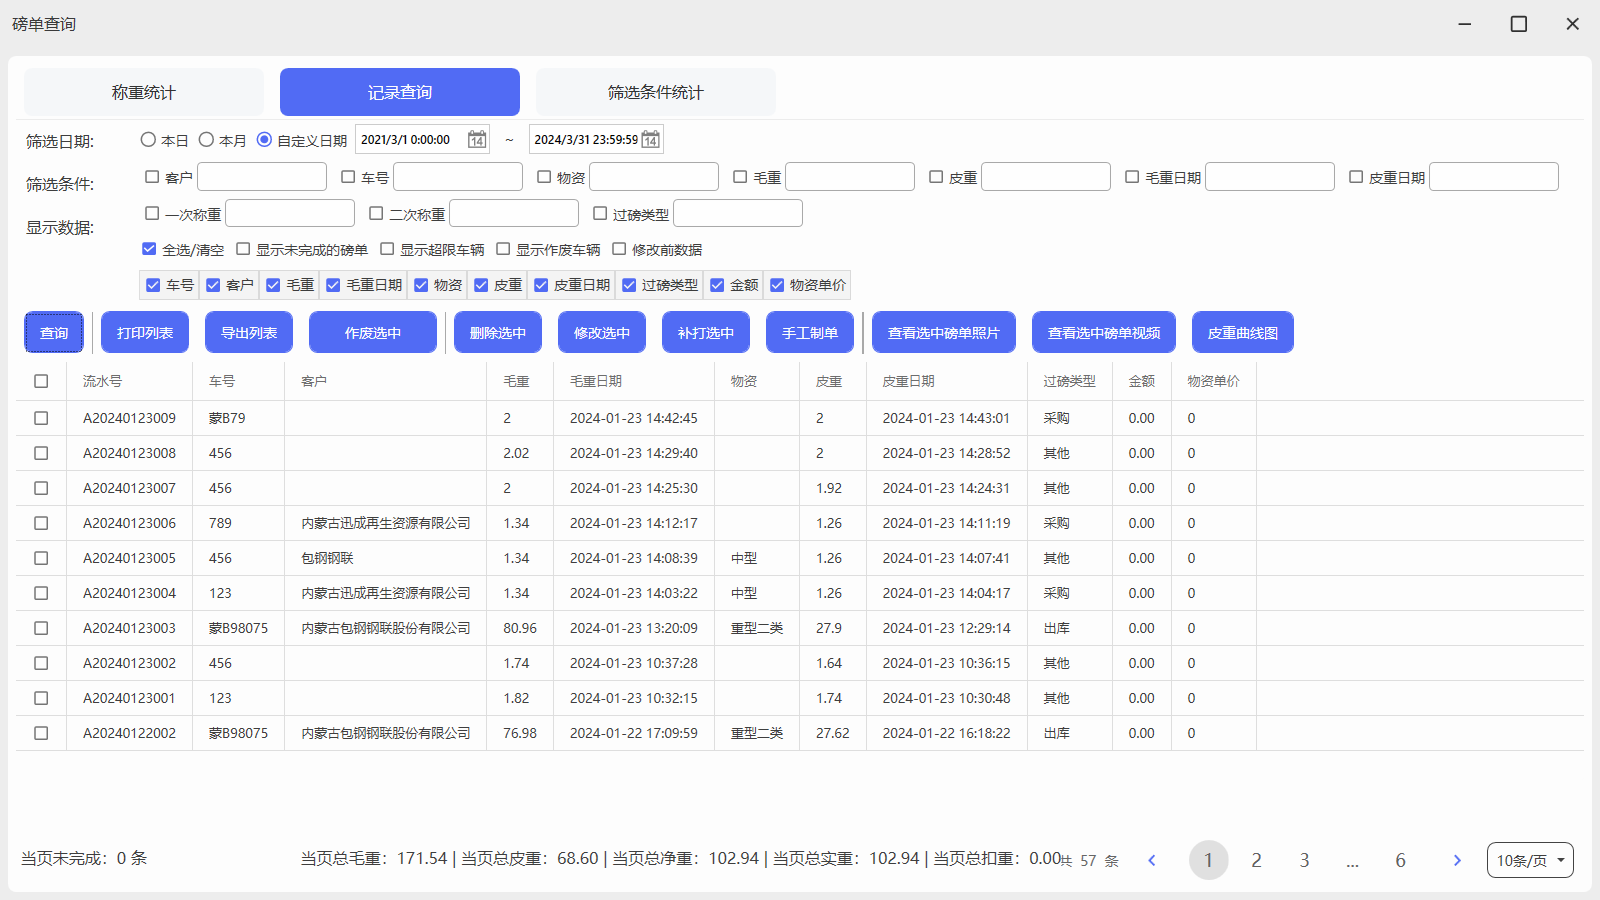 磅单查询
称重统计 记录查询 筛选条件统计
筛选日期: 本日 本月 自定义日期 2021/3/1 0:00:00 14 ~ 2024/3/31 23:59:59 14
筛选条件: 客户 车号 物资 毛重 皮重 毛重日期 皮重日期
一次称重 二次称重 过磅类型
显示数据:
全选/清空 显示未完成的磅单 显示超限车辆 显示作废车辆 修改前数据
车号 客户 毛重 毛重日期 物资 皮重 皮重日期 过磅类型 金额 物资单价
查询 打印列表 导出列表 作废选中 删除选中 修改选中 补打选中 手工制单 查看选中磅单照片 查看选中磅单视频 皮重曲线图
流水号 车号 客户 毛重 毛重日期 物资 皮重 皮重日期 过磅类型 金额 物资单价
A20240123009 蒙B79 2 2024-01-23 14:42:45 2 2024-01-23 14:43:01 采购 0.00 0
A20240123008 456 2.02 2024-01-23 14:29:40 2 2024-01-23 14:28:52 其他 0.00 0
A20240123007 456 2 2024-01-23 14:25:30 1.92 2024-01-23 14:24:31 其他 0.00 0
A20240123006 789 内蒙古迅成再生资源有限公司 1.34 2024-01-23 14:12:17 1.26 2024-01-23 14:11:19 采购 0.00 0
A20240123005 456 包钢钢联 1.34 2024-01-23 14:08:39 中型 1.26 2024-01-23 14:07:41 其他 0.00 0
A20240123004 123 内蒙古迅成再生资源有限公司 1.34 2024-01-23 14:03:22 中型 1.26 2024-01-23 14:04:17 采购 0.00 0
A20240123003 蒙B98075 内蒙古包钢钢联股份有限公司 80.96 2024-01-23 13:20:09 重型二类 27.9 2024-01-23 12:29:14 出库 0.00 0
A20240123002 456 1.74 2024-01-23 10:37:28 1.64 2024-01-23 10:36:15 其他 0.00 0
A20240123001 123 1.82 2024-01-23 10:32:15 1.74 2024-01-23 10:30:48 其他 0.00 0
A20240122002 蒙B98075 内蒙古包钢钢联股份有限公司 76.98 2024-01-22 17:09:59 重型二类 27.62 2024-01-22 16:18:22 出库 0.00 0
当页未完成：0 条 当页总毛重：171.54 | 当页总皮重：68.60 | 当页总净重：102.94 | 当页总实重：102.94 | 当页总扣重：0.00 共 57 条 1 2 3 ... 6 10条/页